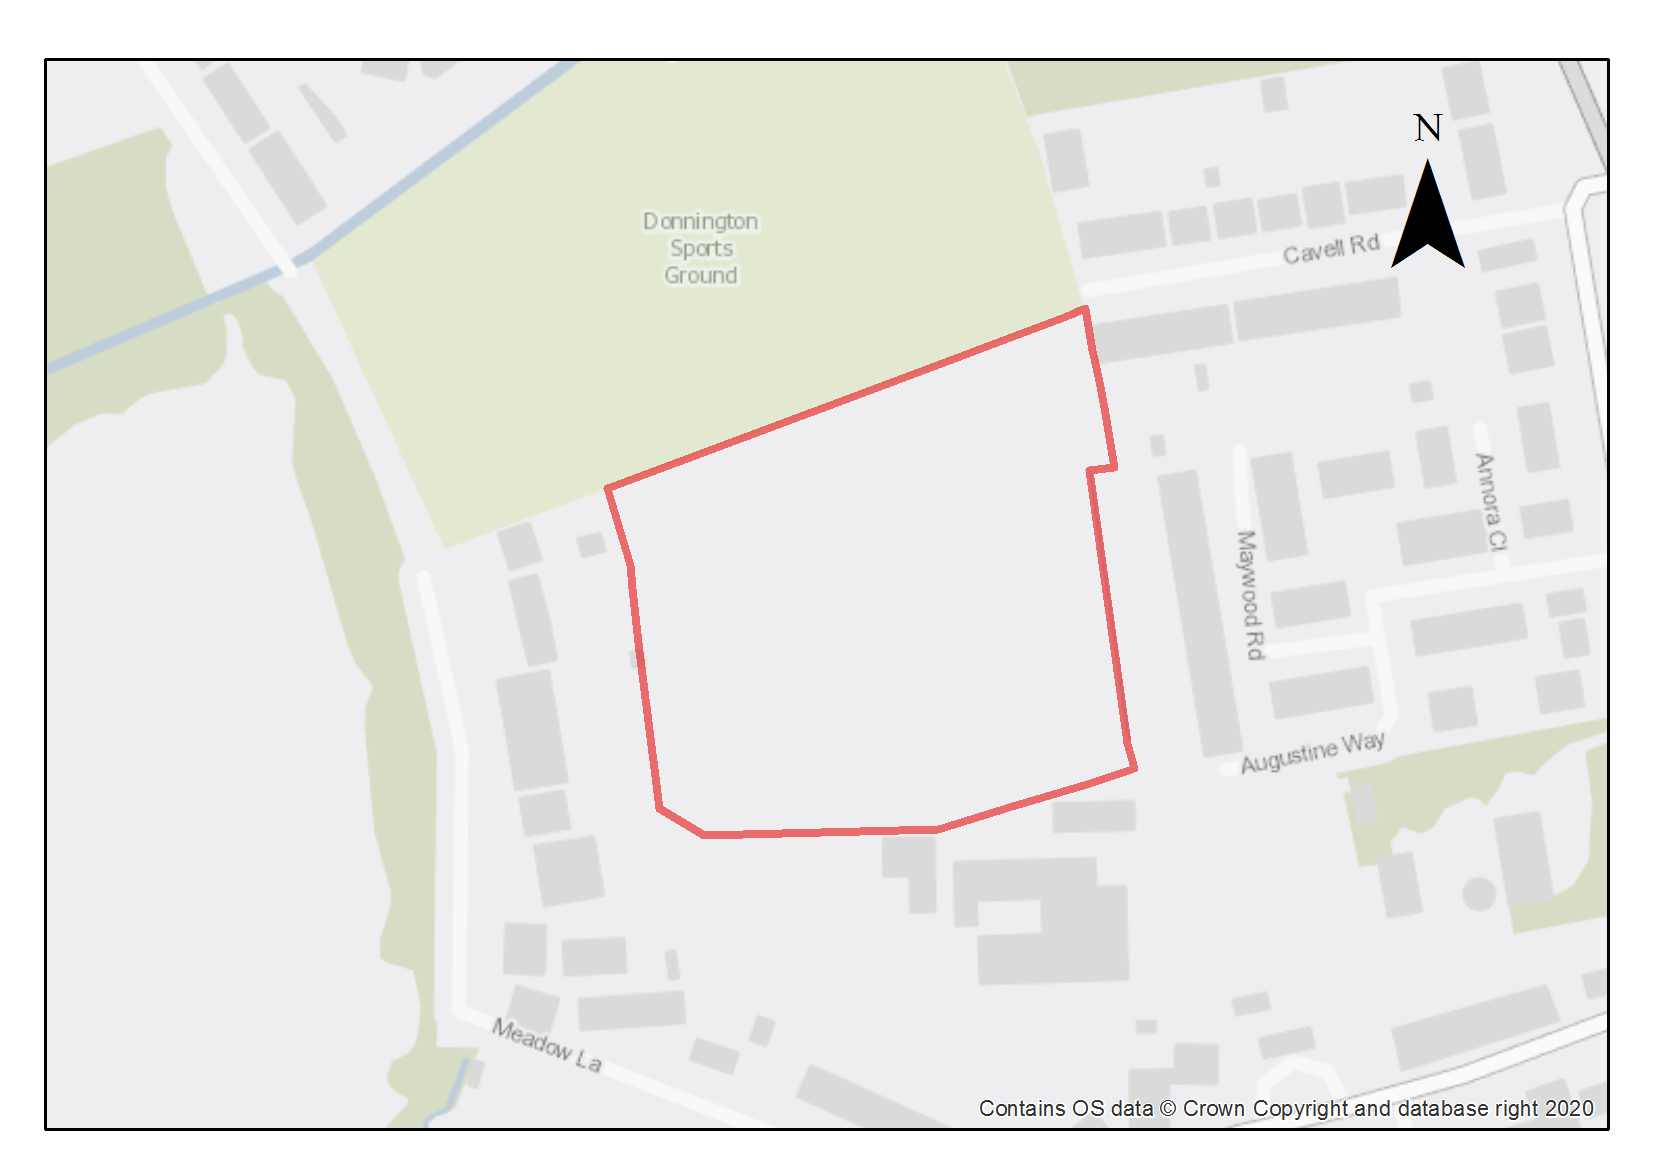 N
Donnington
Sports
Ground
Cavell Rd
Annora Cl
Maywood Rd
Augustine Way
Meadow La
Contains OS data © Crown Copyright and database right 2020